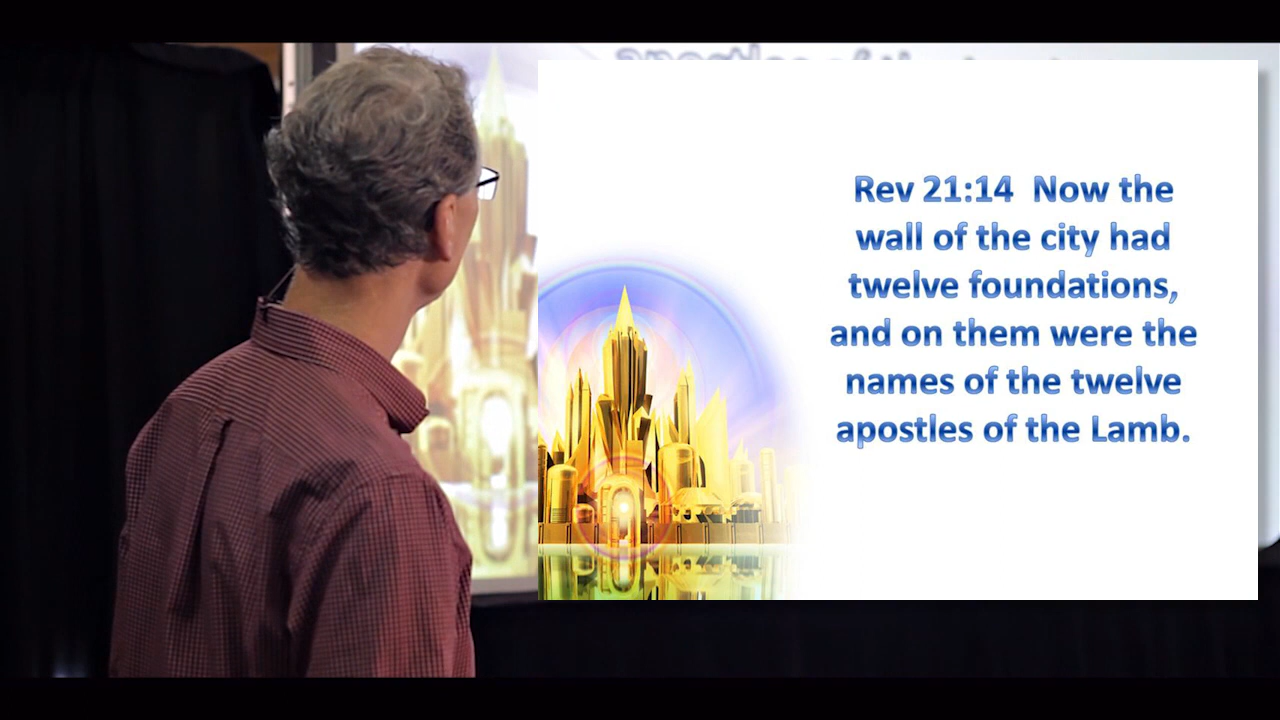 Rev 21:14  Now the
wall of the city had
twelve foundations,
and on them were the
names of the twelve
apostles of the Lamb.